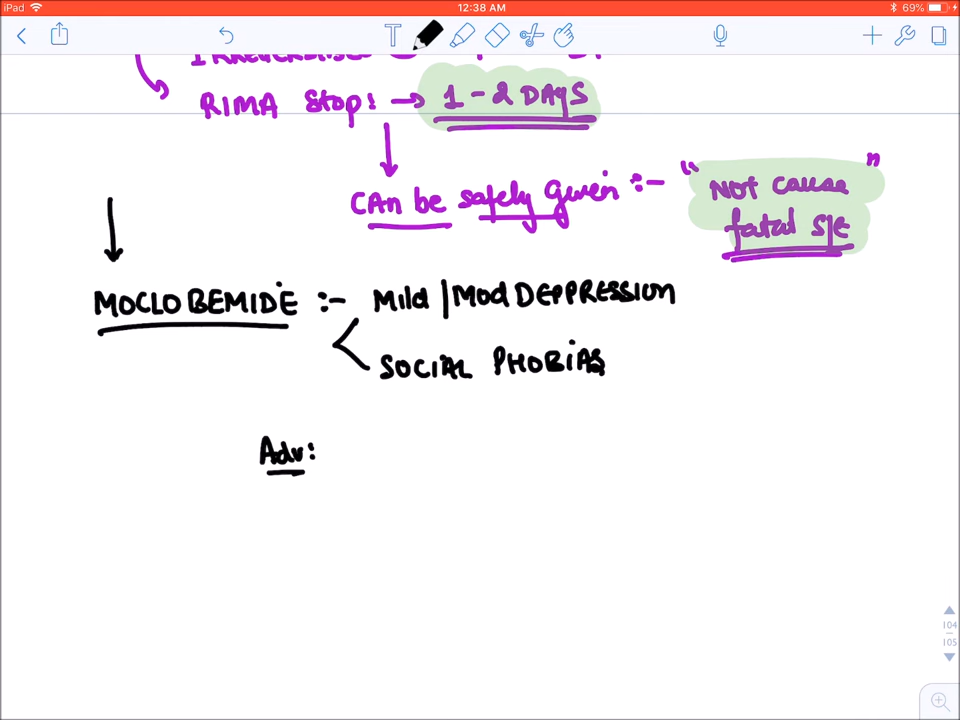 iPad 12:38 AM 69%
T
RIMA Stop: → 1 - 2 DAys
CAn be safely given :- " NOT cause
fatal S/E "
MOCLOBEMIDE :- Mild / Mod DEPPRESSION
SOCIAL PHOBIAS
Adv:
104
105